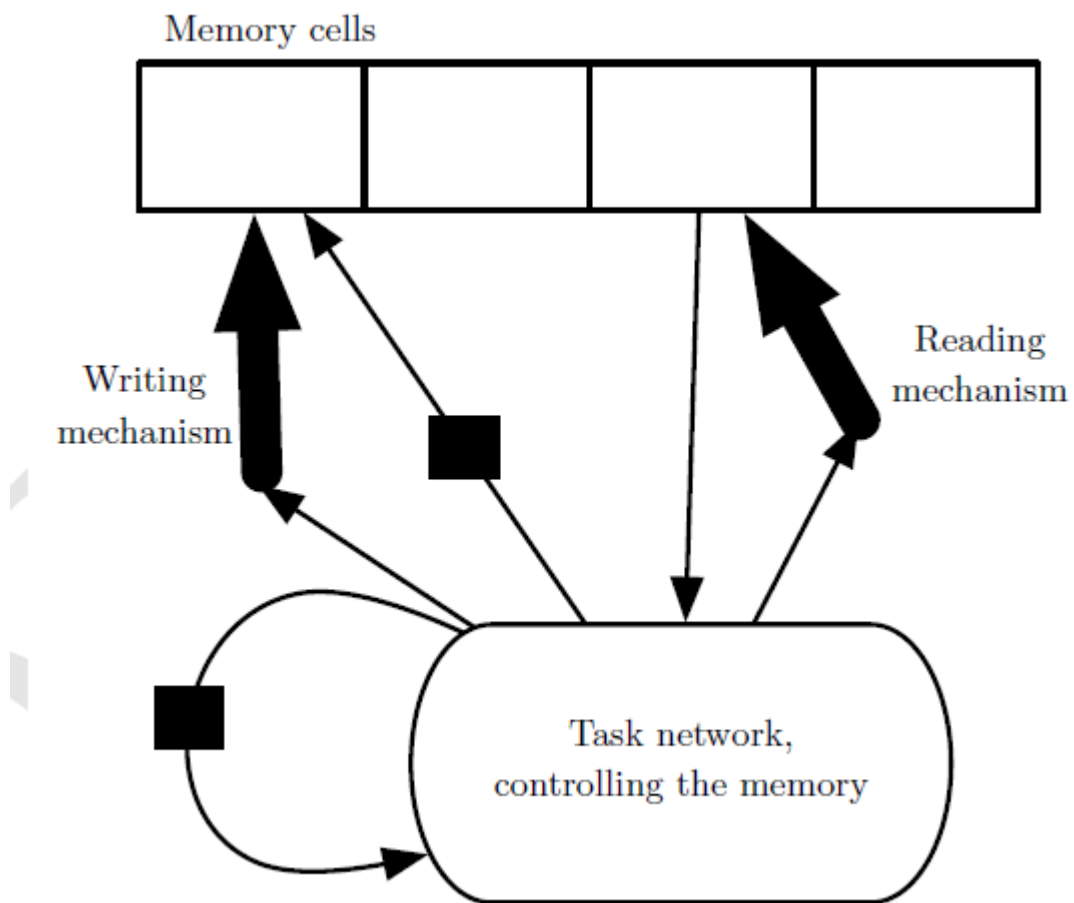 Memory cells
Writing
mechanism
Reading
mechanism
Task network,
controlling the memory